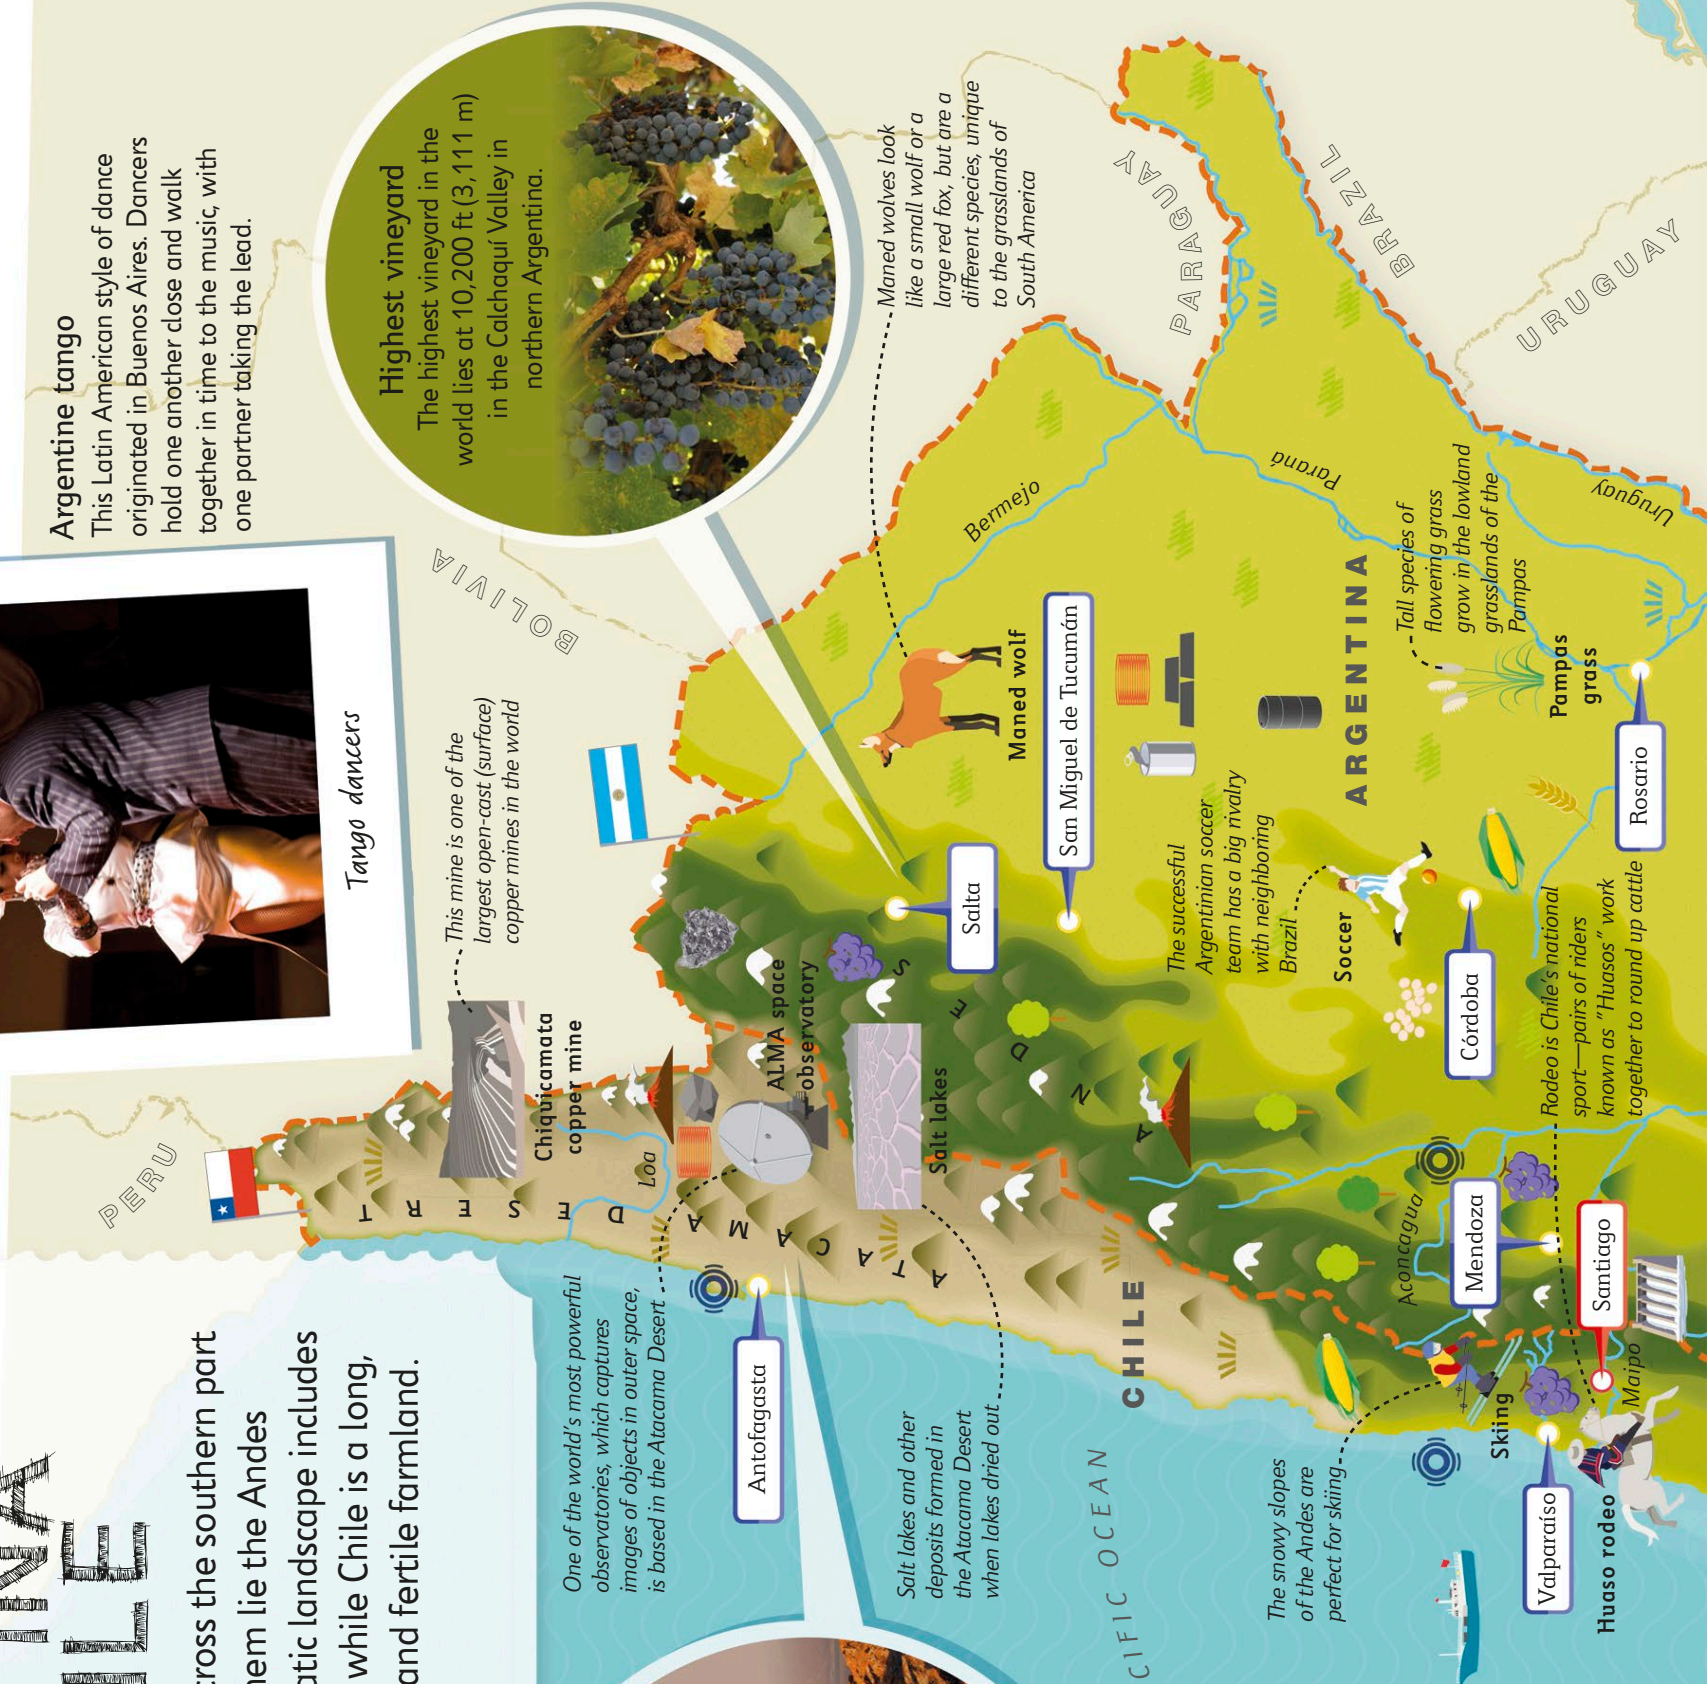 INA
ILE
cross the southern part
hem lie the Andes
atic landscape includes
while Chile is a long,
and fertile farmland.
Tango dancers
Argentine tango
This Latin American style of dance
originated in Buenos Aires. Dancers
hold one another close and walk
together in time to the music, with
one partner taking the lead.
Highest vineyard
The highest vineyard in the
world lies at 10,200 ft (3,111 m)
in the Calchaquí Valley in
northern Argentina.
PERU
BOLIVIA
PARAGUAY
BRAZIL
URUGUAY
This mine is one of the
largest open-cast (surface)
copper mines in the world
Chiquicamata
copper mine
Loa
ATACAMA DESERT
ALMA space
observatory
One of the world's most powerful
observatories, which captures
images of objects in outer space,
is based in the Atacama Desert
Antofagasta
Salt lakes
Salt lakes and other
deposits formed in
the Atacama Desert
when lakes dried out
ANDES
Salta
Maned wolves look
like a small wolf or a
large red fox, but are a
different species, unique
to the grasslands of
South America
Maned wolf
Bermejo
San Miguel de Tucumán
CHILE
CIFIC OCEAN
The successful
Argentinian soccer
team has a big rivalry
with neighboring
Brazil
Soccer
Paraná
ARGENTINA
Tall species of
flowering grass
grow in the lowland
grasslands of the
Pampas
Pampas
grass
Uruguay
The snowy slopes
of the Andes are
perfect for skiing
Skiing
Aconcagua
Córdoba
Mendoza
Rosario
Rodeo is Chile's national
sport—pairs of riders
known as "Huasos" work
together to round up cattle
Valparaíso
Santiago
Maipo
Huaso rodeo